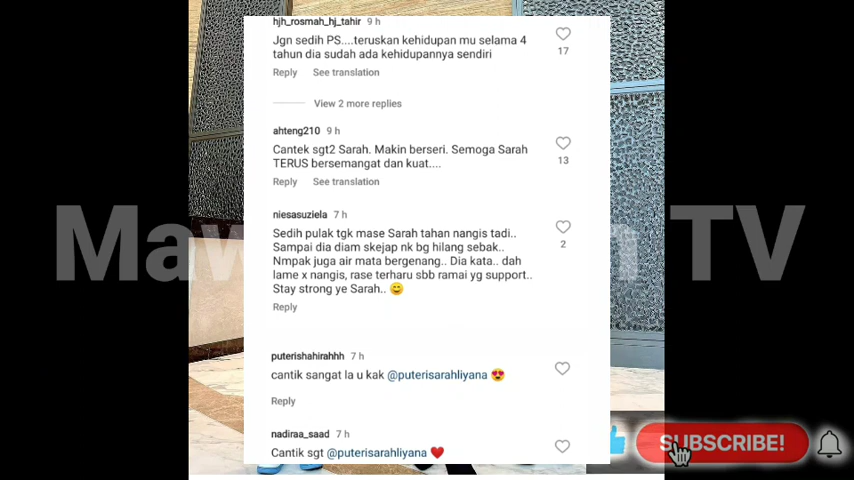 hjh_rosmah_hj_tahir 9 h
Jgn sedih PS....teruskan kehidupan mu selama 4
tahun dia sudah ada kehidupannya sendiri
17
Reply See translation
View 2 more replies
ahteng210 9 h
Cantek sgt2 Sarah. Makin berseri. Semoga Sarah
TERUS bersemangat dan kuat....
13
Reply See translation
niesasuziela 7 h
Sedih pulak tgk mase Sarah tahan nangis tadi..
Sampai dia diam skejap nk bg hilang sebak..
Nmpak juga air mata bergenang.. Dia kata.. dah
lame x nangis, rase terharu sbb ramai yg support..
Stay strong ye Sarah.. 😊
2
Reply
puterishahirahhh 7 h
cantik sangat la u kak @puterisarahliyana 😍
Reply
nadiraa_saad 7 h
Cantik sgt @puterisarahliyana ❤️
TV
SUBSCRIBE!